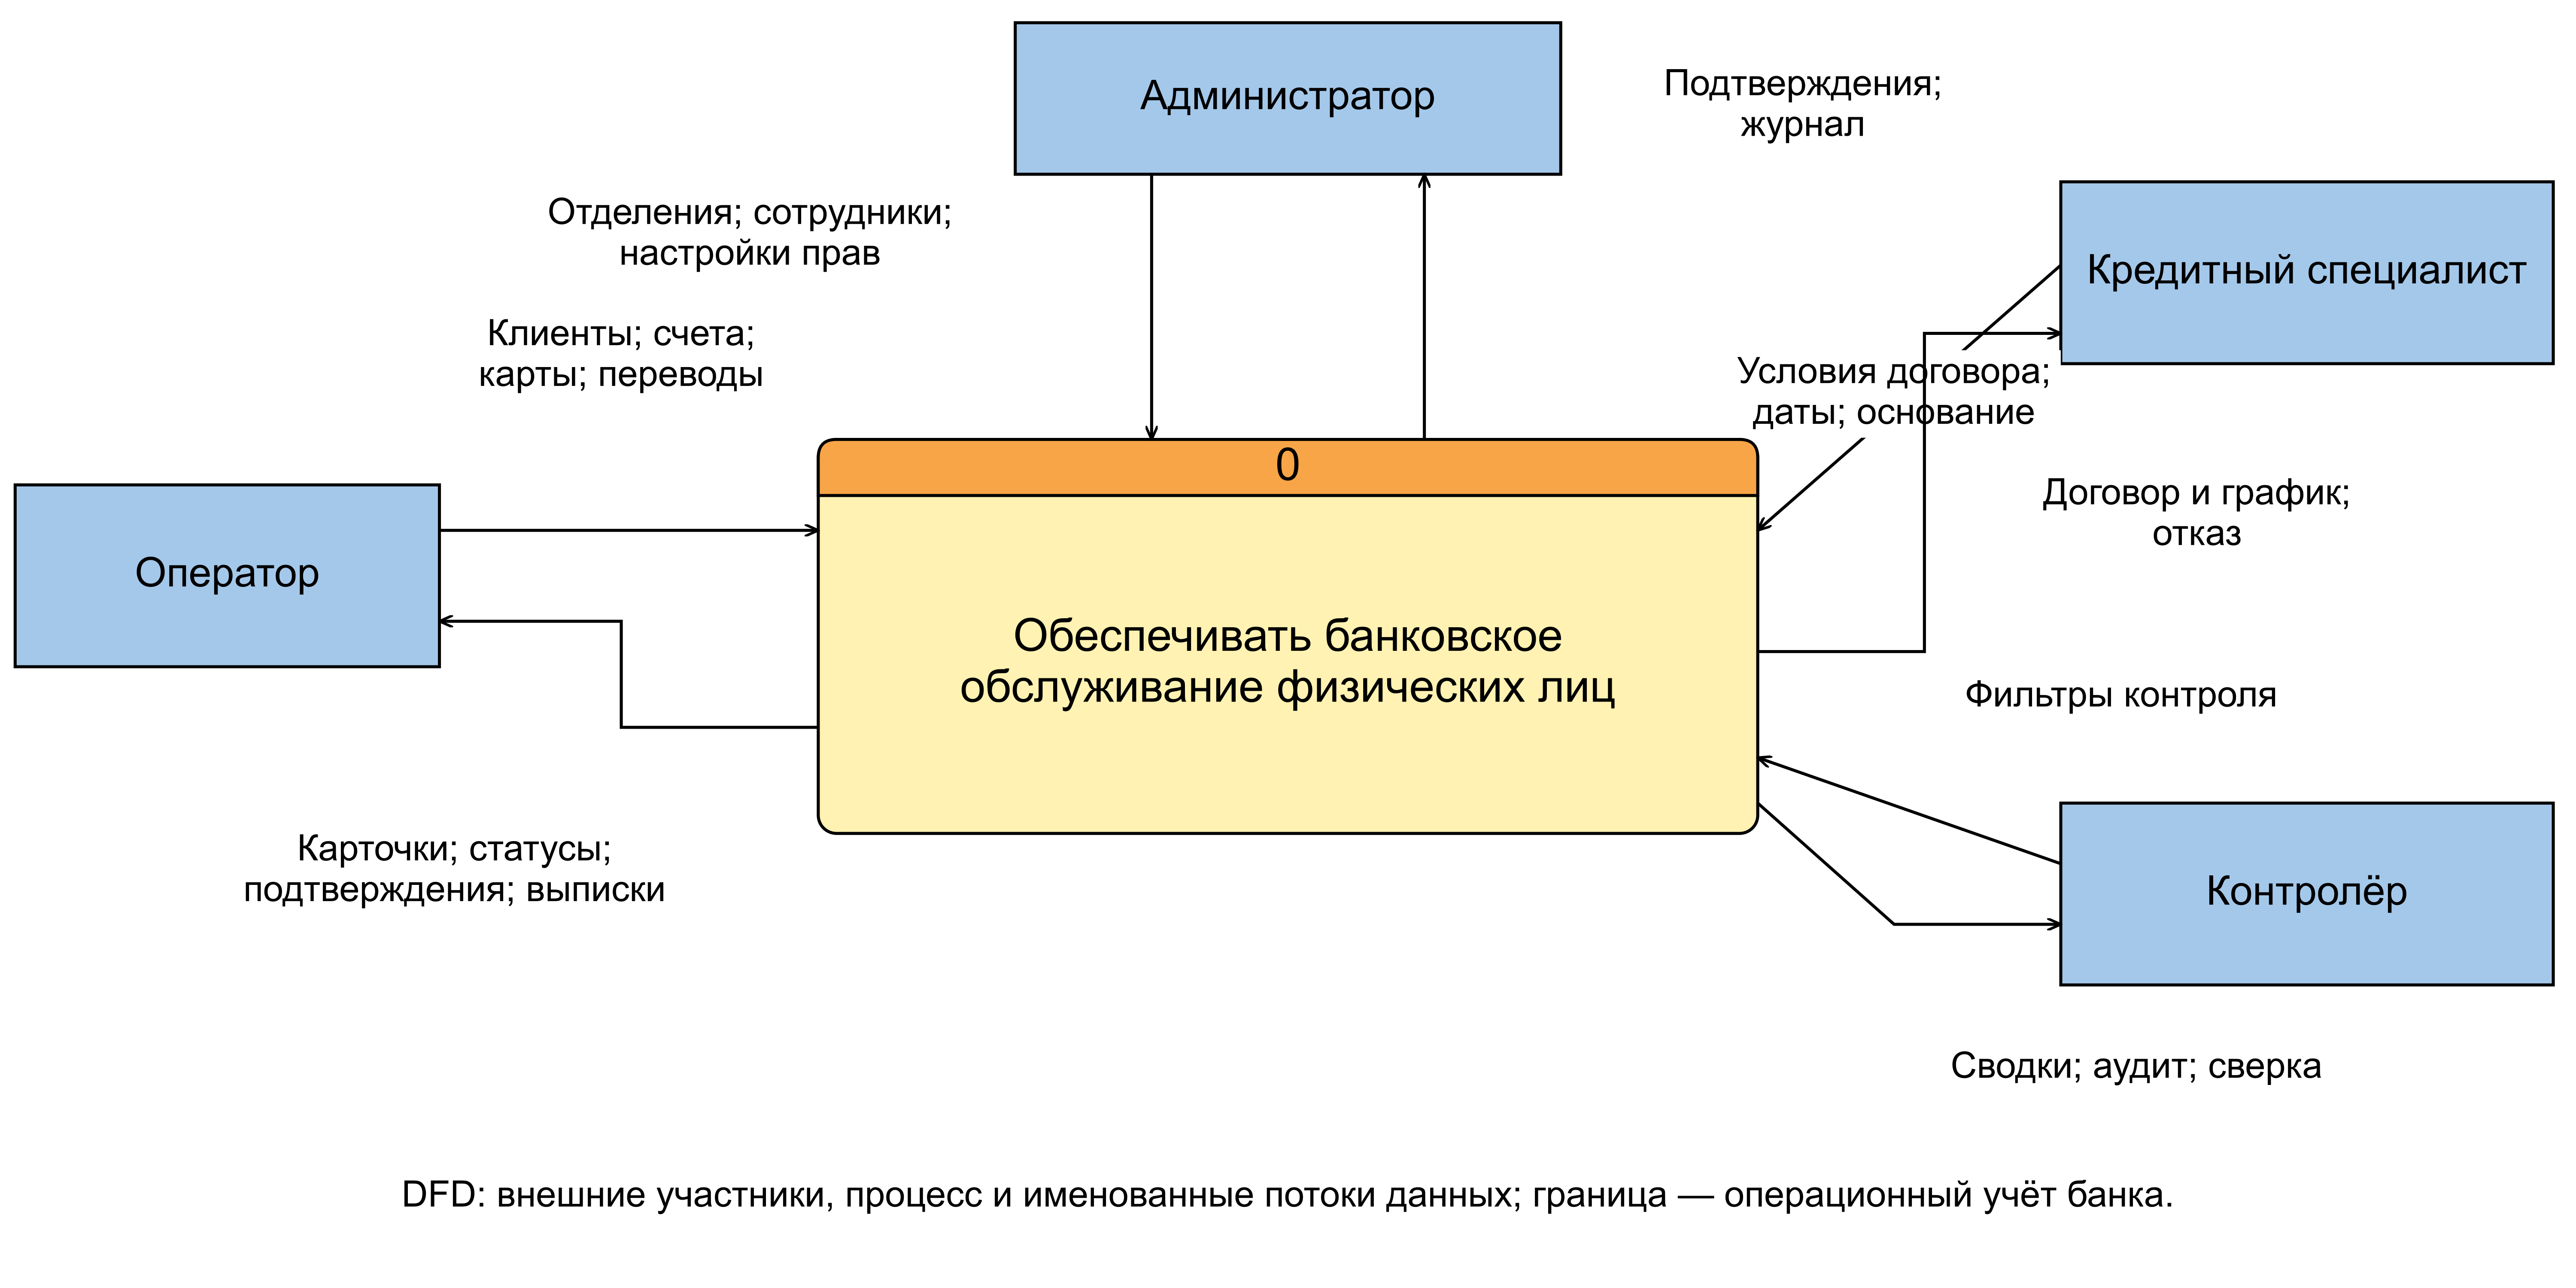 Администратор
Подтверждения;
журнал
Отделения; сотрудники;
настройки прав
Кредитный специалист
Клиенты; счета;
карты; переводы
Условия договора;
даты; основание
0
Договор и график;
отказ
Оператор
Обеспечивать банковское
обслуживание физических лиц
Фильтры контроля
Карточки; статусы;
подтверждения; выписки
Контролёр
Сводки; аудит; сверка
DFD: внешние участники, процесс и именованные потоки данных; граница — операционный учёт банка.